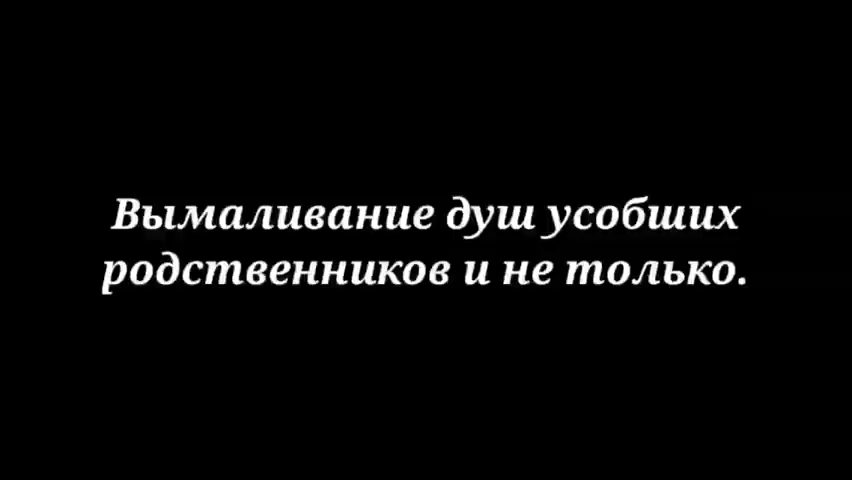 Вымаливание душ усобших
родственников и не только.